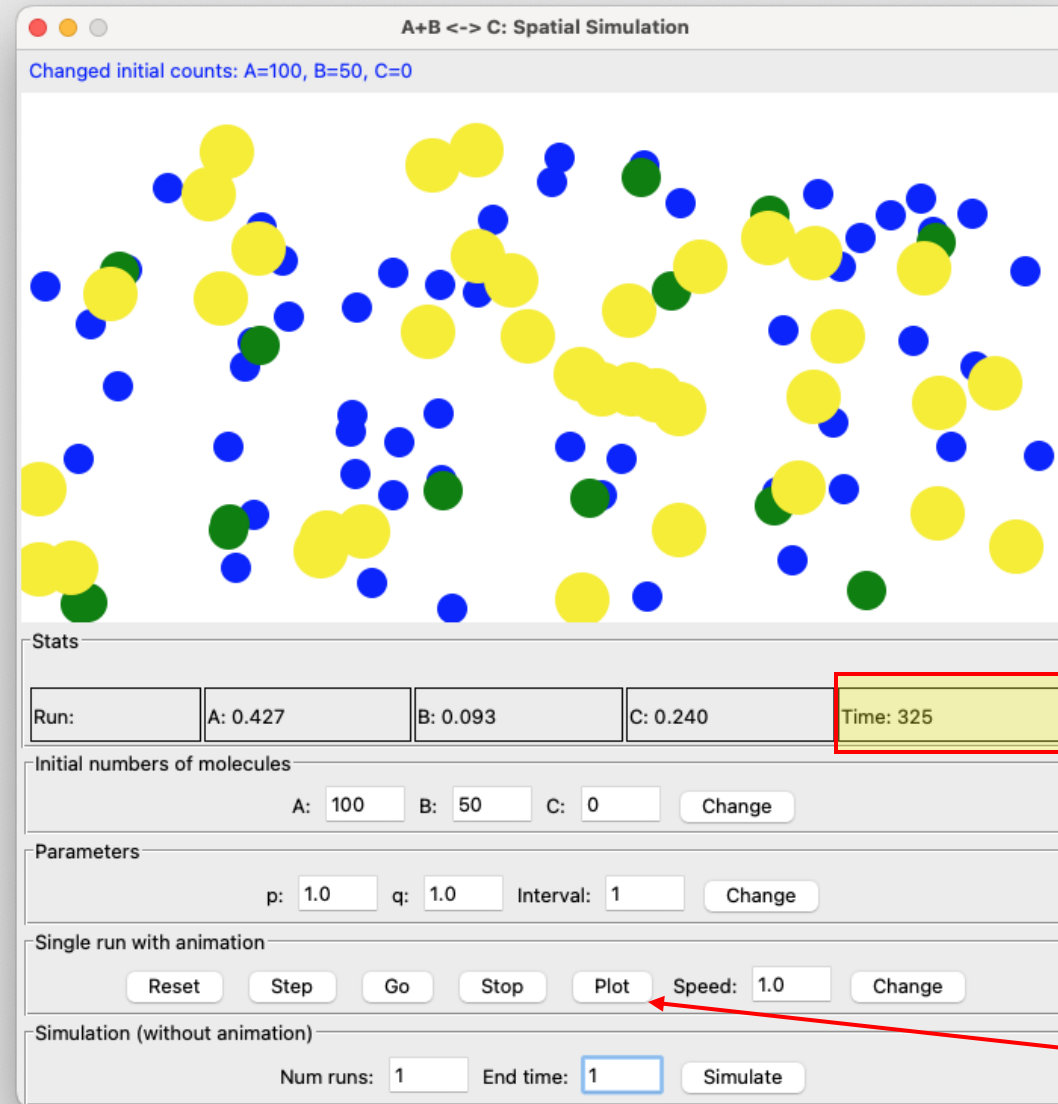 A+B <-> C: Spatial Simulation
Changed initial counts: A=100, B=50, C=0
Stats
Run: A: 0.427 B: 0.093 C: 0.240 Time: 325
Initial numbers of molecules
A: 100 B: 50 C: 0 Change
Parameters
p: 1.0 q: 1.0 Interval: 1 Change
Single run with animation
Reset Step Go Stop Plot Speed: 1.0 Change
Simulation (without animation)
Num runs: 1 End time: 1 Simulate